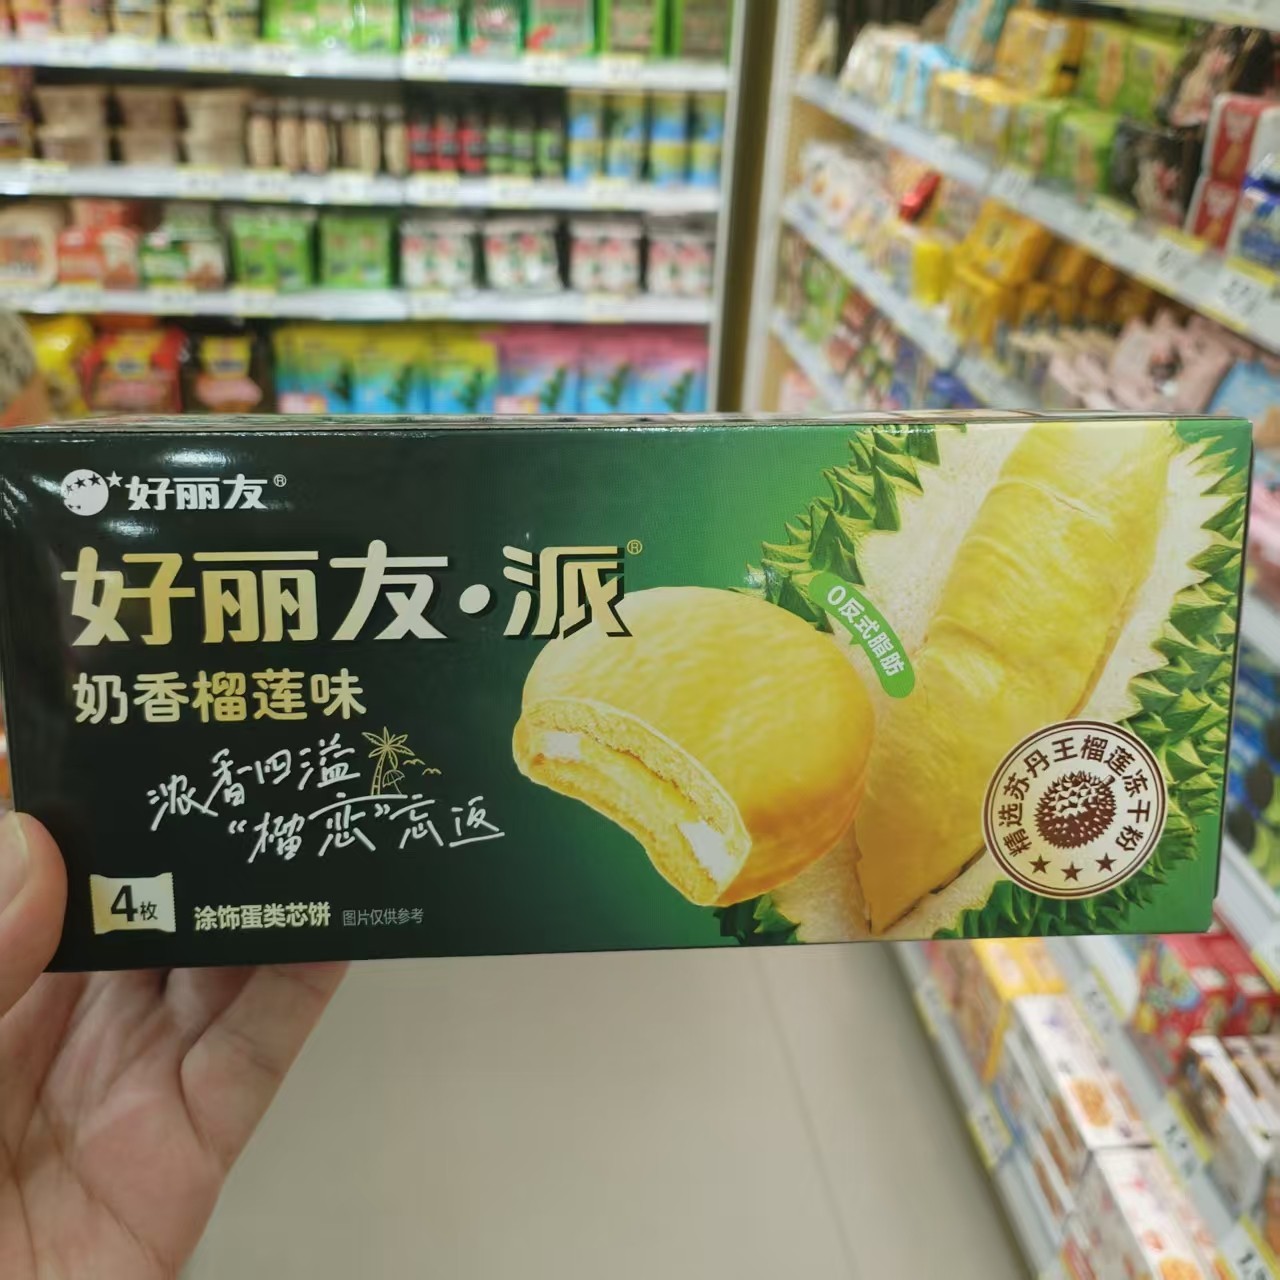 好丽友®
好丽友·派®
奶香榴莲味
浓香四溢
“榴恋”忘返
4枚
涂饰蛋类芯饼 图片仅供参考
0反式脂肪
精选苏丹王榴莲冻干粉